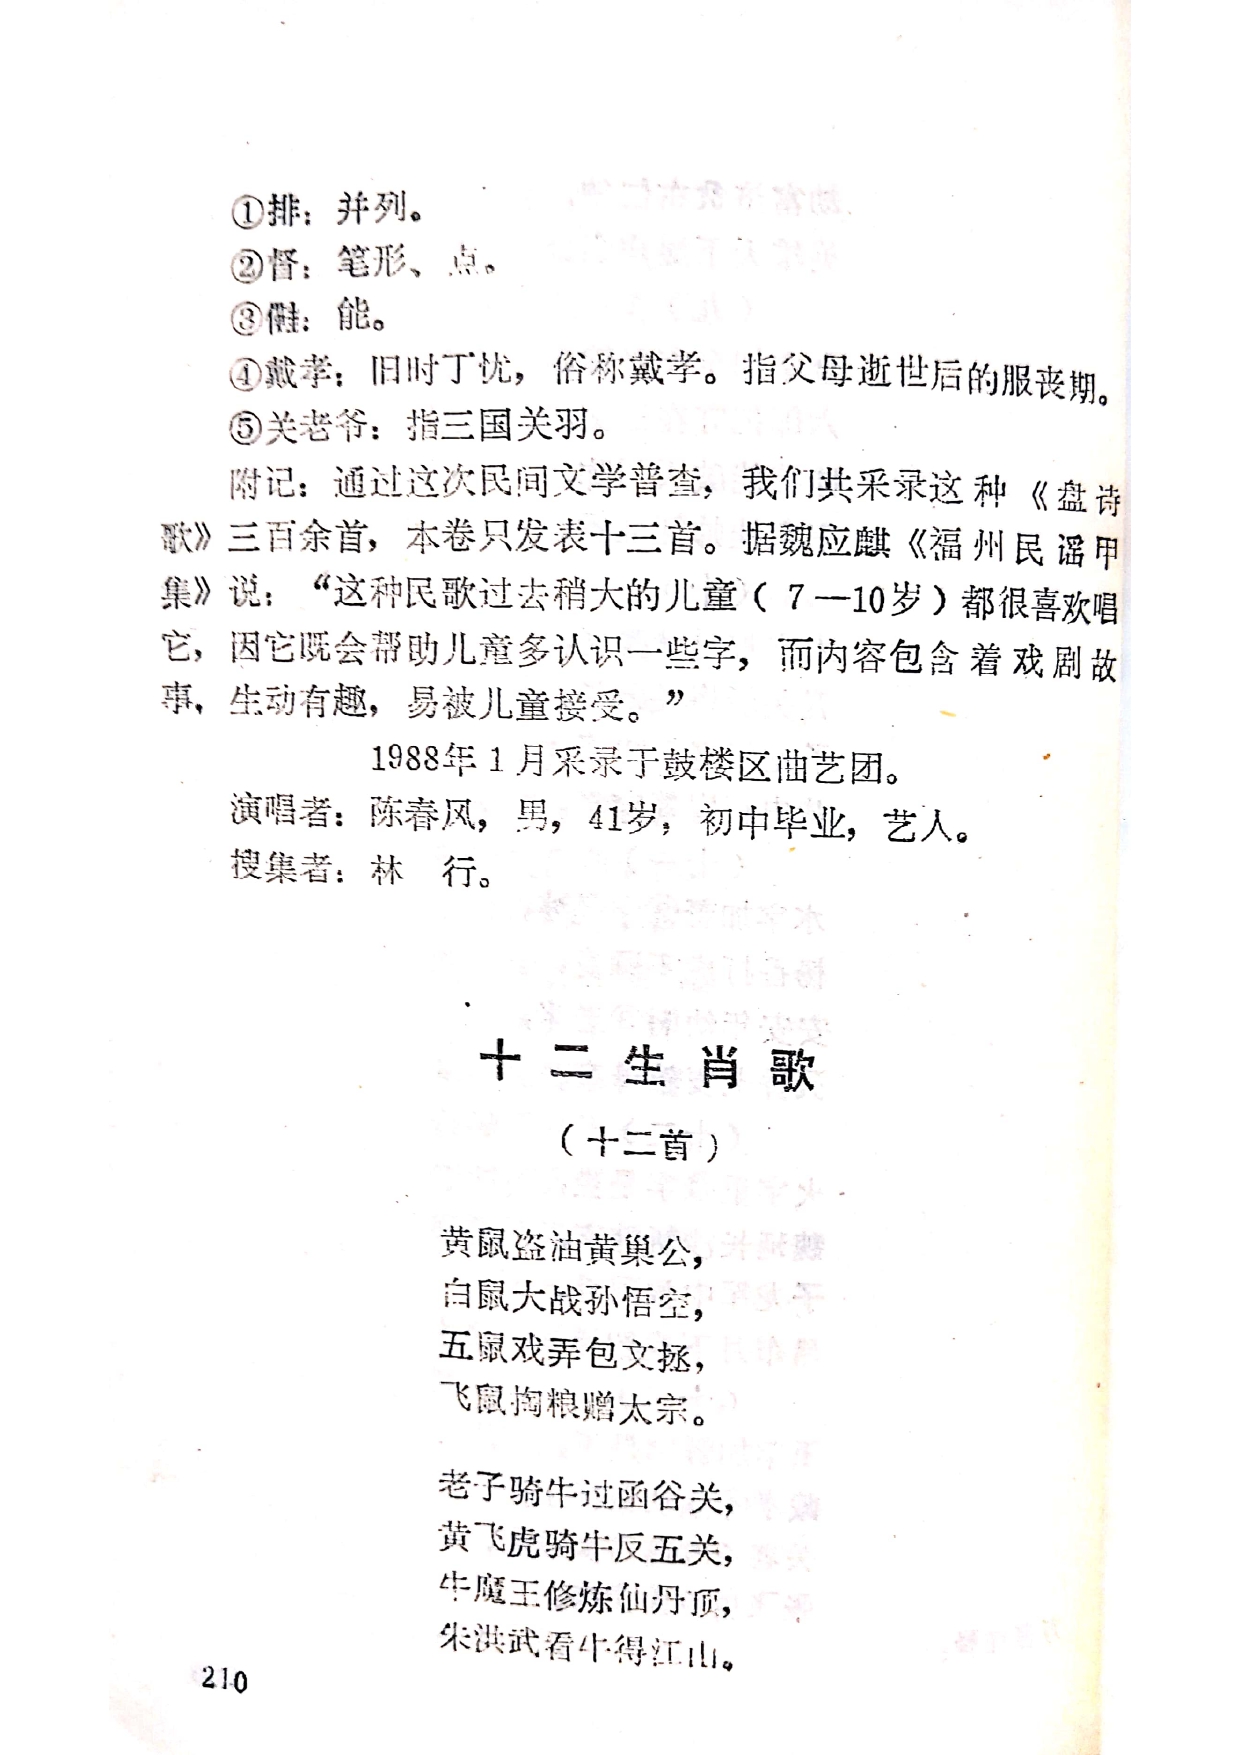 ①排：并列。
②督：笔形、点。
③：能。
④戴孝：旧时丁忧，俗称戴孝。指父母逝世后的服丧期。
⑤关老爷：指三国关羽。
附记：通过这次民间文学普查，我们共采录这种《盘诗
歌》三百余首，本卷只发表十三首。据魏应麒《福州民谣甲
集》说：“这种民歌过去稍大的儿童（7—10岁）都很喜欢唱
它，因它既会帮助儿童多认识一些字，而内容包含着戏剧故
事，生动有趣，易被儿童接受。”
1988年1月采录于鼓楼区曲艺团。
演唱者：陈春风，男，41岁，初中毕业，艺人。
搜集者：林　行。
十二生肖歌
（十二首）
黄鼠盗油黄巢公，
白鼠大战孙悟空，
五鼠戏弄包文拯，
飞鼠掏粮赠太宗。
老子骑牛过函谷关，
黄飞虎骑牛反五关，
牛魔王修炼仙丹顶，
朱洪武看牛得江山。
210